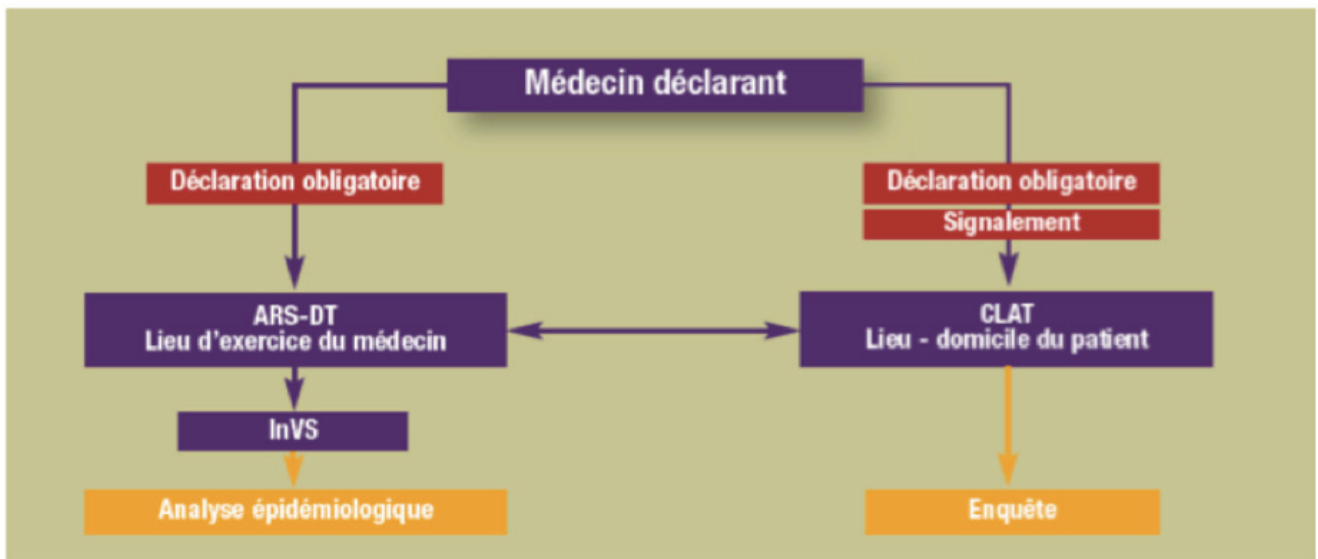 Médecin déclarant
Déclaration obligatoire
Déclaration obligatoire
Signalement
ARS-DT
Lieu d'exercice du médecin
CLAT
Lieu - domicile du patient
InVS
Analyse épidémiologique
Enquête